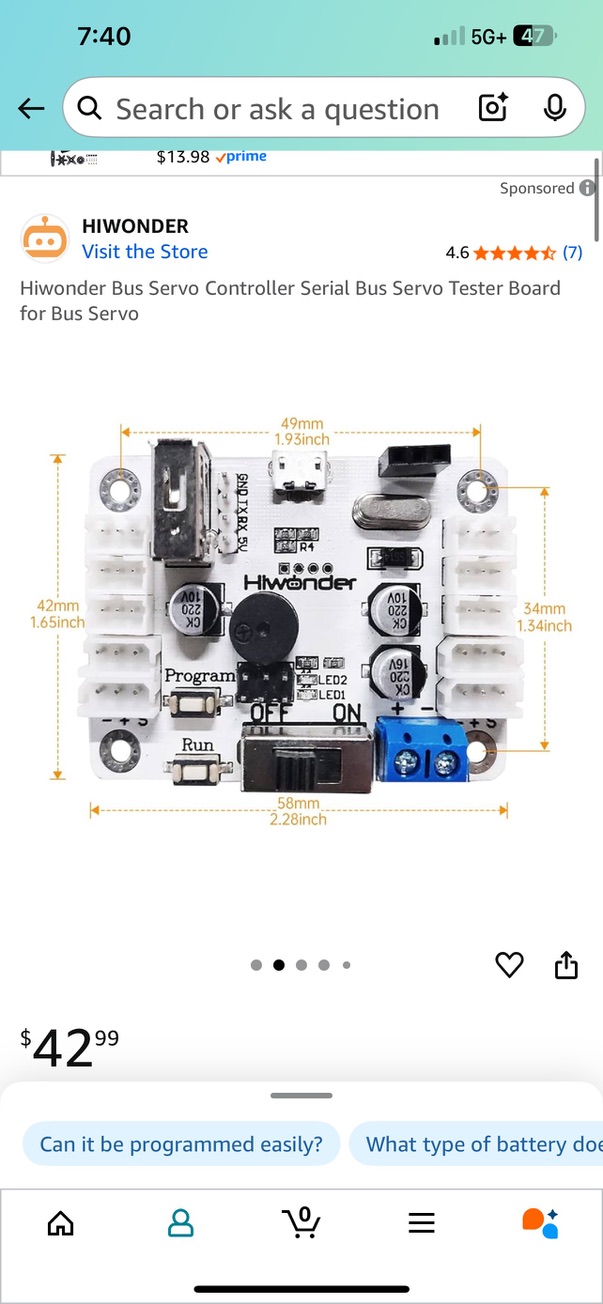 7:40
5G+
47
Search or ask a question
$13.98 prime
Sponsored
HIWONDER
Visit the Store
4.6
(7)
Hiwonder Bus Servo Controller Serial Bus Servo Tester Board
for Bus Servo
49mm
1.93inch
GND TX RX 5V
R4
Hiwonder
42mm
1.65inch
34mm
1.34inch
220
10V
CK
220
10V
CK
220
16V
CK
Program
LED2
LED1
OFF
ON
+ −
− + S
+ S
Run
58mm
2.28inch
$42 99
Can it be programmed easily?
What type of battery doe
0